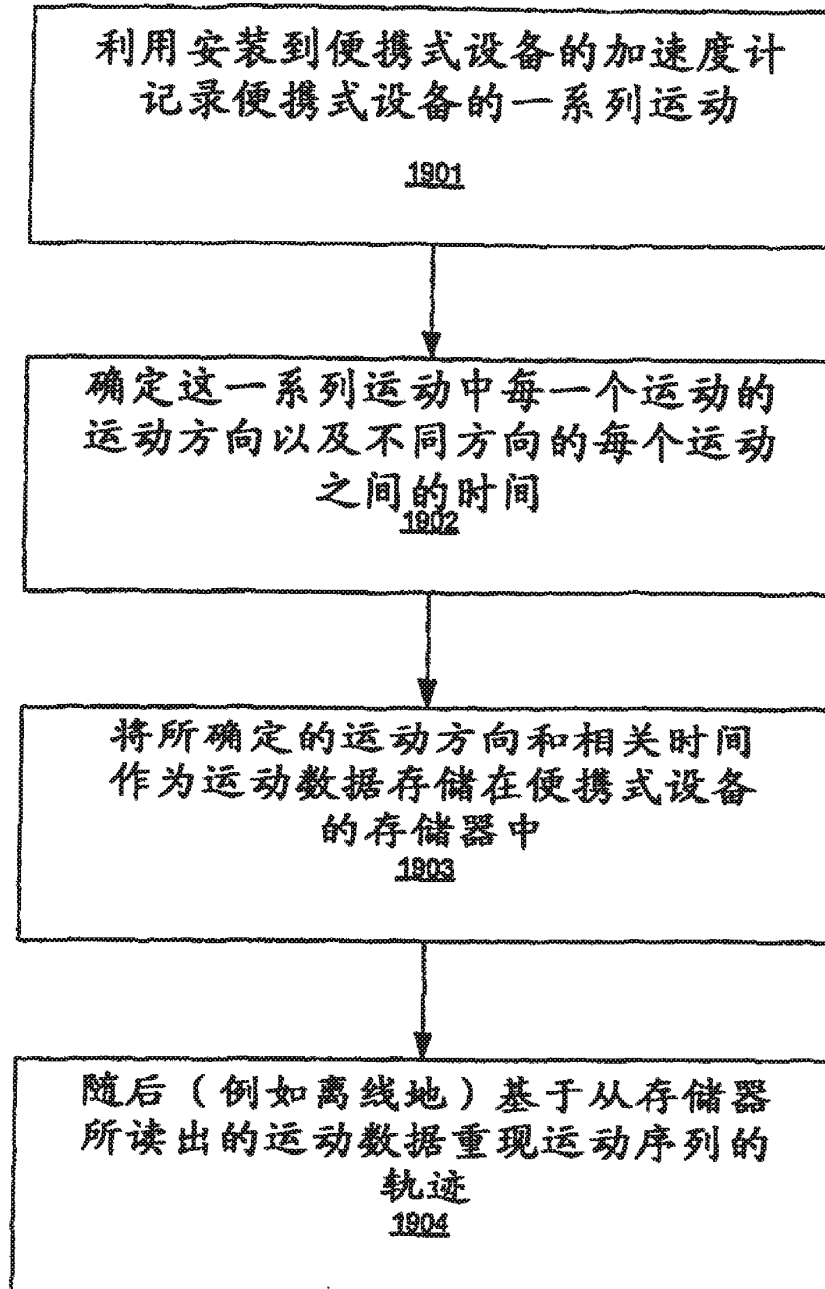 利用安装到便携式设备的加速度计
记录便携式设备的一系列运动
1901
确定这一系列运动中每一个运动的
运动方向以及不同方向的每个运动
之间的时间
1902
将所确定的运动方向和相关时间
作为运动数据存储在便携式设备
的存储器中
1903
随后（例如离线地）基于从存储器
所读出的运动数据重现运动序列的
轨迹
1904